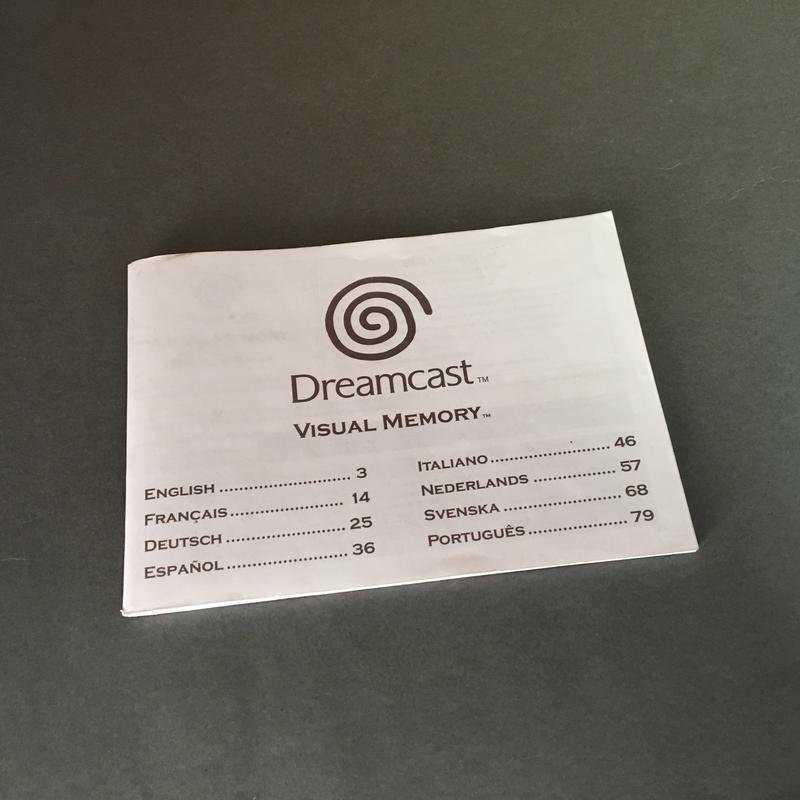 Dreamcast™
VISUAL MEMORY™
ENGLISH .......................... 3
FRANÇAIS....................... 14
DEUTSCH ........................ 25
ESPAÑOL ........................ 36
ITALIANO ........................ 46
NEDERLANDS ................ 57
SVENSKA ....................... 68
PORTUGUÊS.................... 79